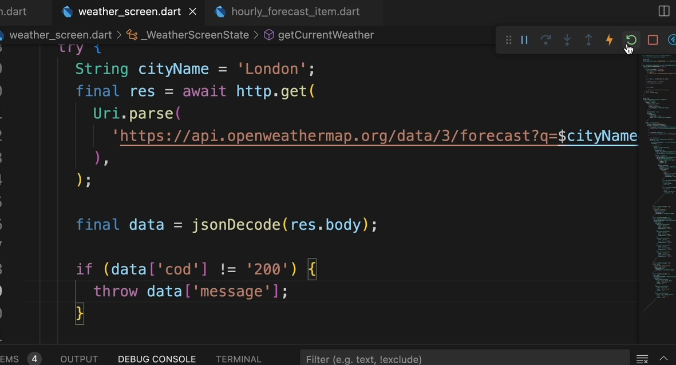 n.dart weather_screen.dart hourly_forecast_item.dart
weather_screen.dart > _WeatherScreenState > getCurrentWeather
try {
String cityName = 'London';
final res = await http.get(
Uri.parse(
'https://api.openweathermap.org/data/3/forecast?q=$cityName
),
);
final data = jsonDecode(res.body);
if (data['cod'] != '200') {
throw data['message'];
}
EMS 4 OUTPUT DEBUG CONSOLE TERMINAL Filter (e.g. text, !exclude)